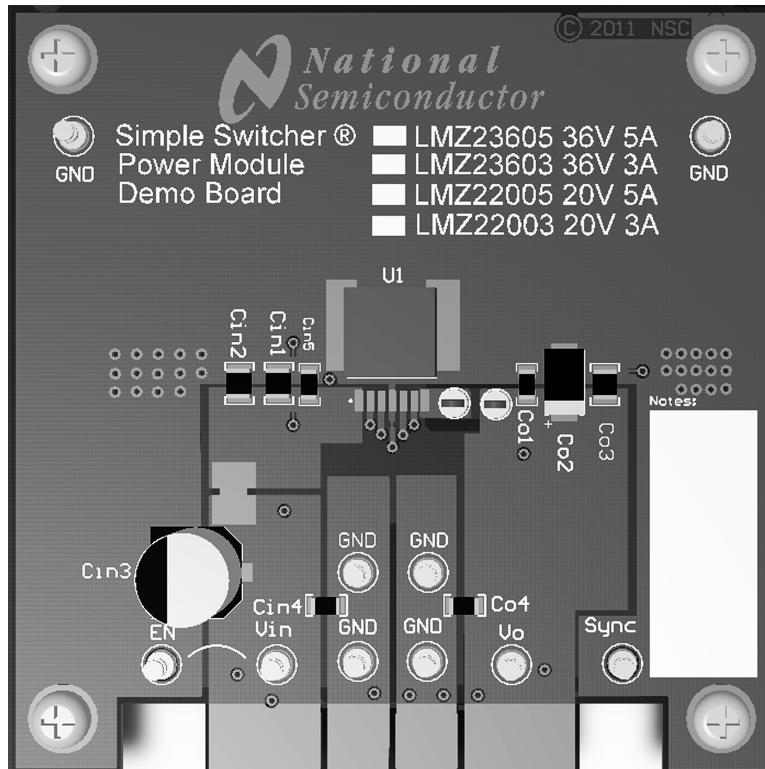 © 2011 NSC
National
Semiconductor
Simple Switcher ® LMZ23605 36V 5A
Power Module LMZ23603 36V 3A
Demo Board LMZ22005 20V 5A
LMZ22003 20V 3A
GND
GND
U1
Cin2
Cin1
Cin5
Notes:
Co1
+
Co2
Co3
GND
GND
Cin3
Cin4
Co4
EN
Vin
GND
GND
Vo
Sync